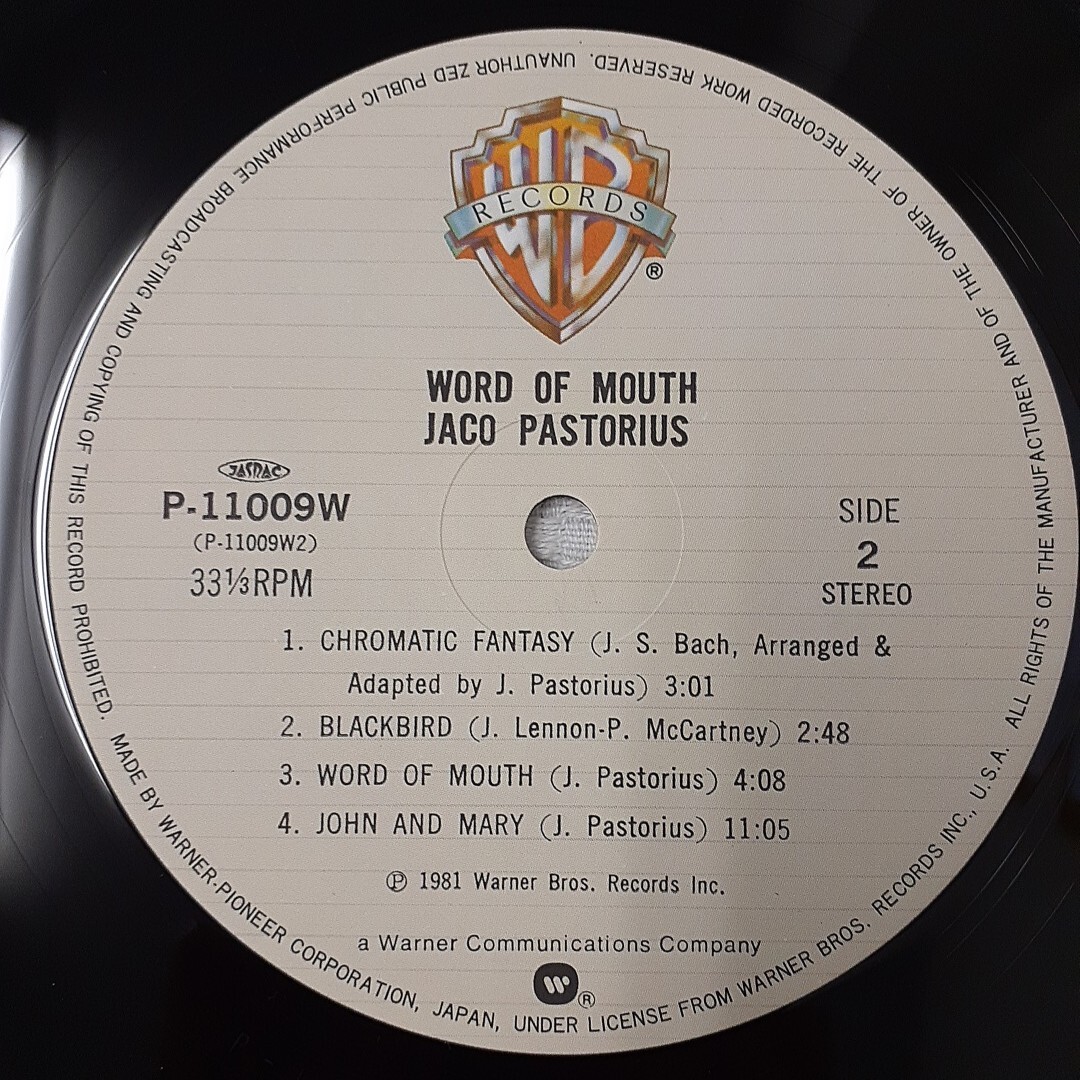 WB
RECORDS
®
WORD OF MOUTH
JACO PASTORIUS
JASRAC
P-11009W
(P-11009W2)
33⅓RPM
SIDE
2
STEREO
1. CHROMATIC FANTASY (J. S. Bach, Arranged &
Adapted by J. Pastorius) 3:01
2. BLACKBIRD (J. Lennon-P. McCartney) 2:48
3. WORD OF MOUTH (J. Pastorius) 4:08
4. JOHN AND MARY (J. Pastorius) 11:05
Ⓟ 1981 Warner Bros. Records Inc.
a Warner Communications Company
W ®
MADE BY WARNER-PIONEER CORPORATION, JAPAN, UNDER LICENSE FROM WARNER BROS. RECORDS INC., U.S.A. ALL RIGHTS OF THE MANUFACTURER AND OF THE OWNER OF THE RECORDED WORK RESERVED. UNAUTHOR ZED PUBLIC PERFORMANCE BROADCASTING AND COPYING OF THIS RECORD PROHIBITED.